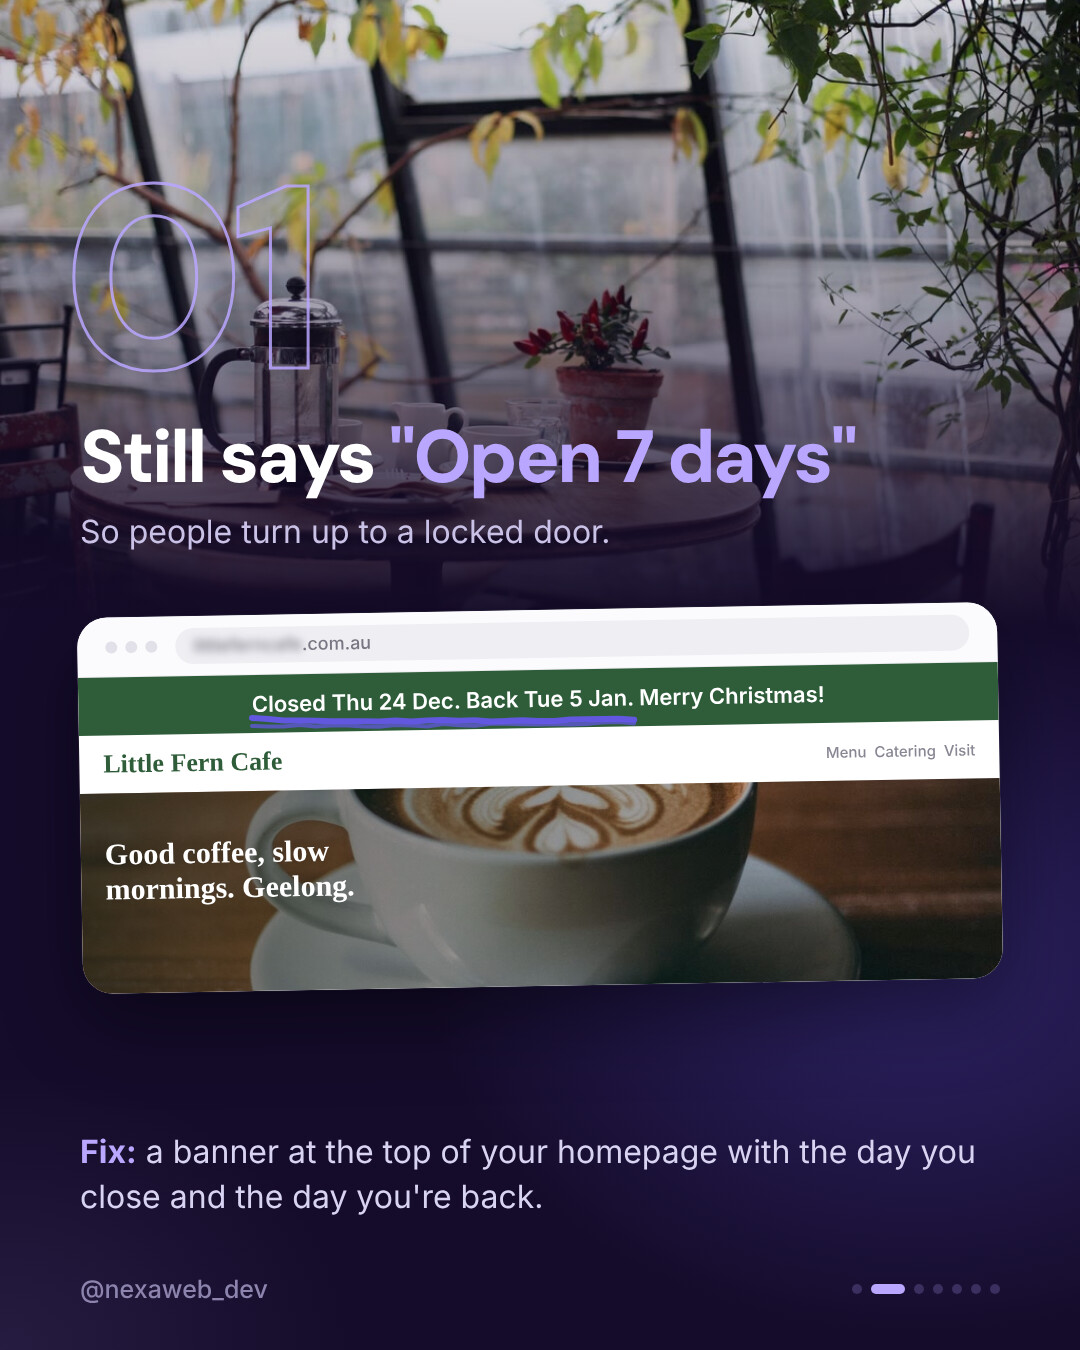 01
Still says "Open 7 days"
So people turn up to a locked door.
.com.au
Closed Thu 24 Dec. Back Tue 5 Jan. Merry Christmas!
Little Fern Cafe
Menu Catering Visit
Good coffee, slow
mornings. Geelong.
Fix: a banner at the top of your homepage with the day you
close and the day you're back.
@nexaweb_dev